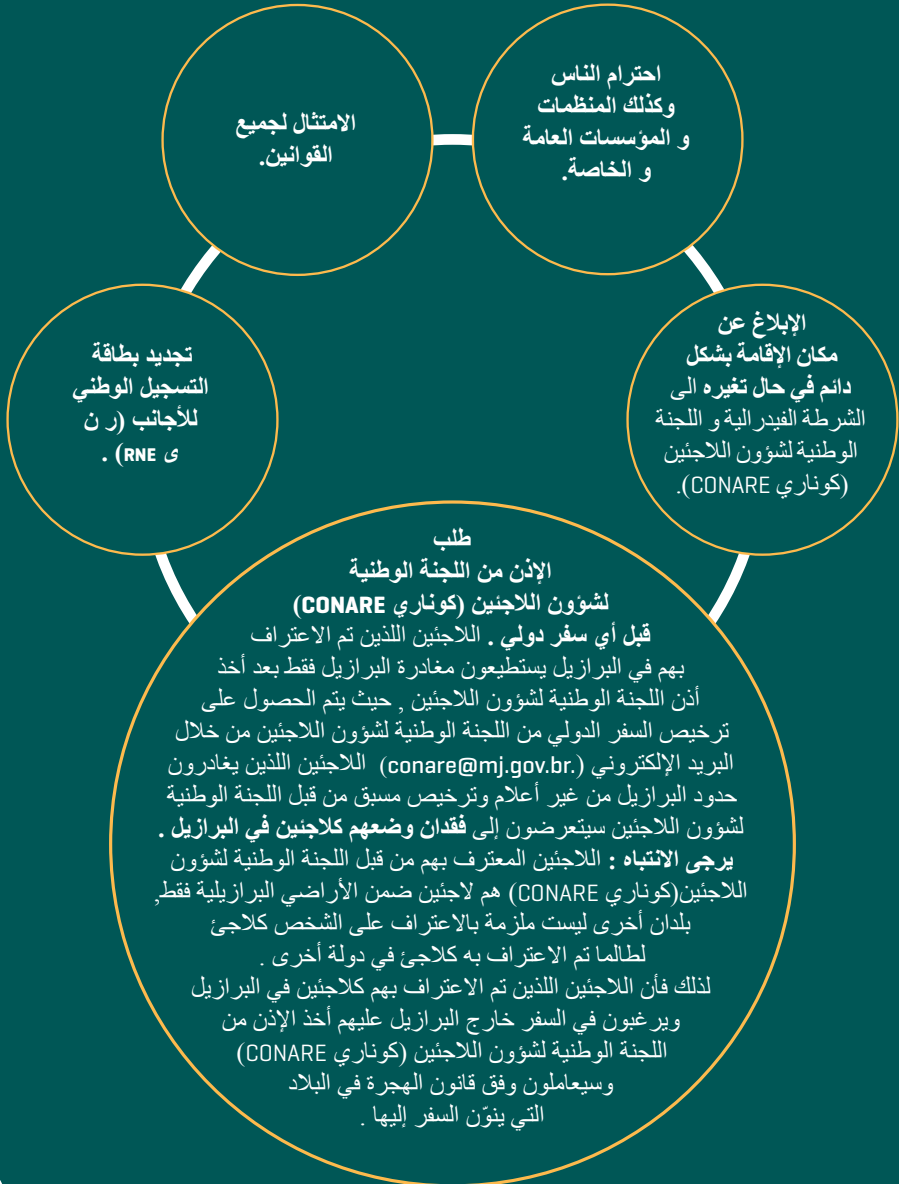 احترام الناس
وكذلك المنظمات
و المؤسسات العامة
و الخاصة.
الامتثال لجميع
القوانين.
الإبلاغ عن
مكان الإقامة بشكل
دائم في حال تغيره الى
الشرطة الفيدرالية و اللجنة
الوطنية لشؤون اللاجئين
(كوناري CONARE).
تجديد بطاقة
التسجيل الوطني
للأجانب (ر ن
ى RNE) .
طلب
الإذن من اللجنة الوطنية
لشؤون اللاجئين (كوناري CONARE)
قبل أي سفر دولي . اللاجئين اللذين تم الاعتراف
بهم في البرازيل يستطيعون مغادرة البرازيل فقط بعد أخذ
أذن اللجنة الوطنية لشؤون اللاجئين , حيث يتم الحصول على
ترخيص السفر الدولي من اللجنة الوطنية لشؤون اللاجئين من خلال
البريد الإلكتروني (conare@mj.gov.br.) اللاجئين اللذين يغادرون
حدود البرازيل من غير أعلام وترخيص مسبق من قبل اللجنة الوطنية
لشؤون اللاجئين سيتعرضون إلى فقدان وضعهم كلاجئين في البرازيل .
يرجى الانتباه : اللاجئين المعترف بهم من قبل اللجنة الوطنية لشؤون
اللاجئين(كوناري CONARE) هم لاجئين ضمن الأراضي البرازيلية فقط,
بلدان أخرى ليست ملزمة بالاعتراف على الشخص كلاجئ
لطالما تم الاعتراف به كلاجئ في دولة أخرى .
لذلك فأن اللاجئين اللذين تم الاعتراف بهم كلاجئين في البرازيل
ويرغبون في السفر خارج البرازيل عليهم أخذ الإذن من
اللجنة الوطنية لشؤون اللاجئين (كوناري CONARE)
وسيعاملون وفق قانون الهجرة في البلاد
التي ينوّن السفر إليها .